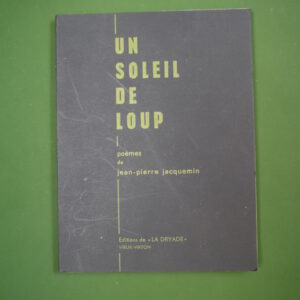 UN
SOLEIL
DE
LOUP
poèmes
de
jean-pierre jacquemin
Editions de «LA DRYADE»
VIEUX-VIRTON